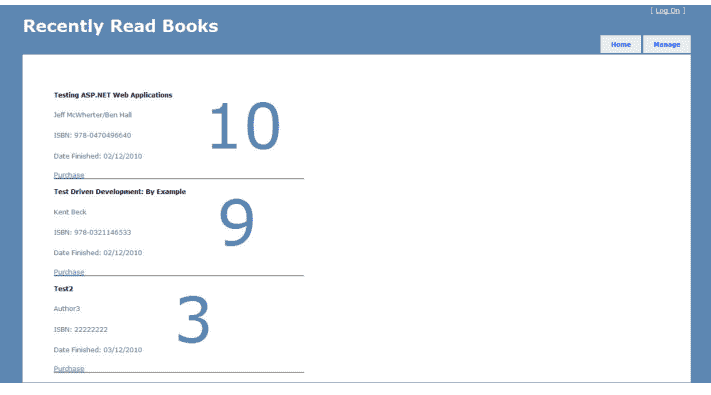 [ Log On ]
Recently Read Books
Home Manage
Testing ASP.NET Web Applications
Jeff McWherter/Ben Hall
10
ISBN: 978-0470496640
Date Finished: 02/12/2010
Purchase
Test Driven Development: By Example
Kent Beck
9
ISBN: 978-0321146533
Date Finished: 02/12/2010
Purchase
Test2
Author3
3
ISBN: 22222222
Date Finished: 03/12/2010
Purchase